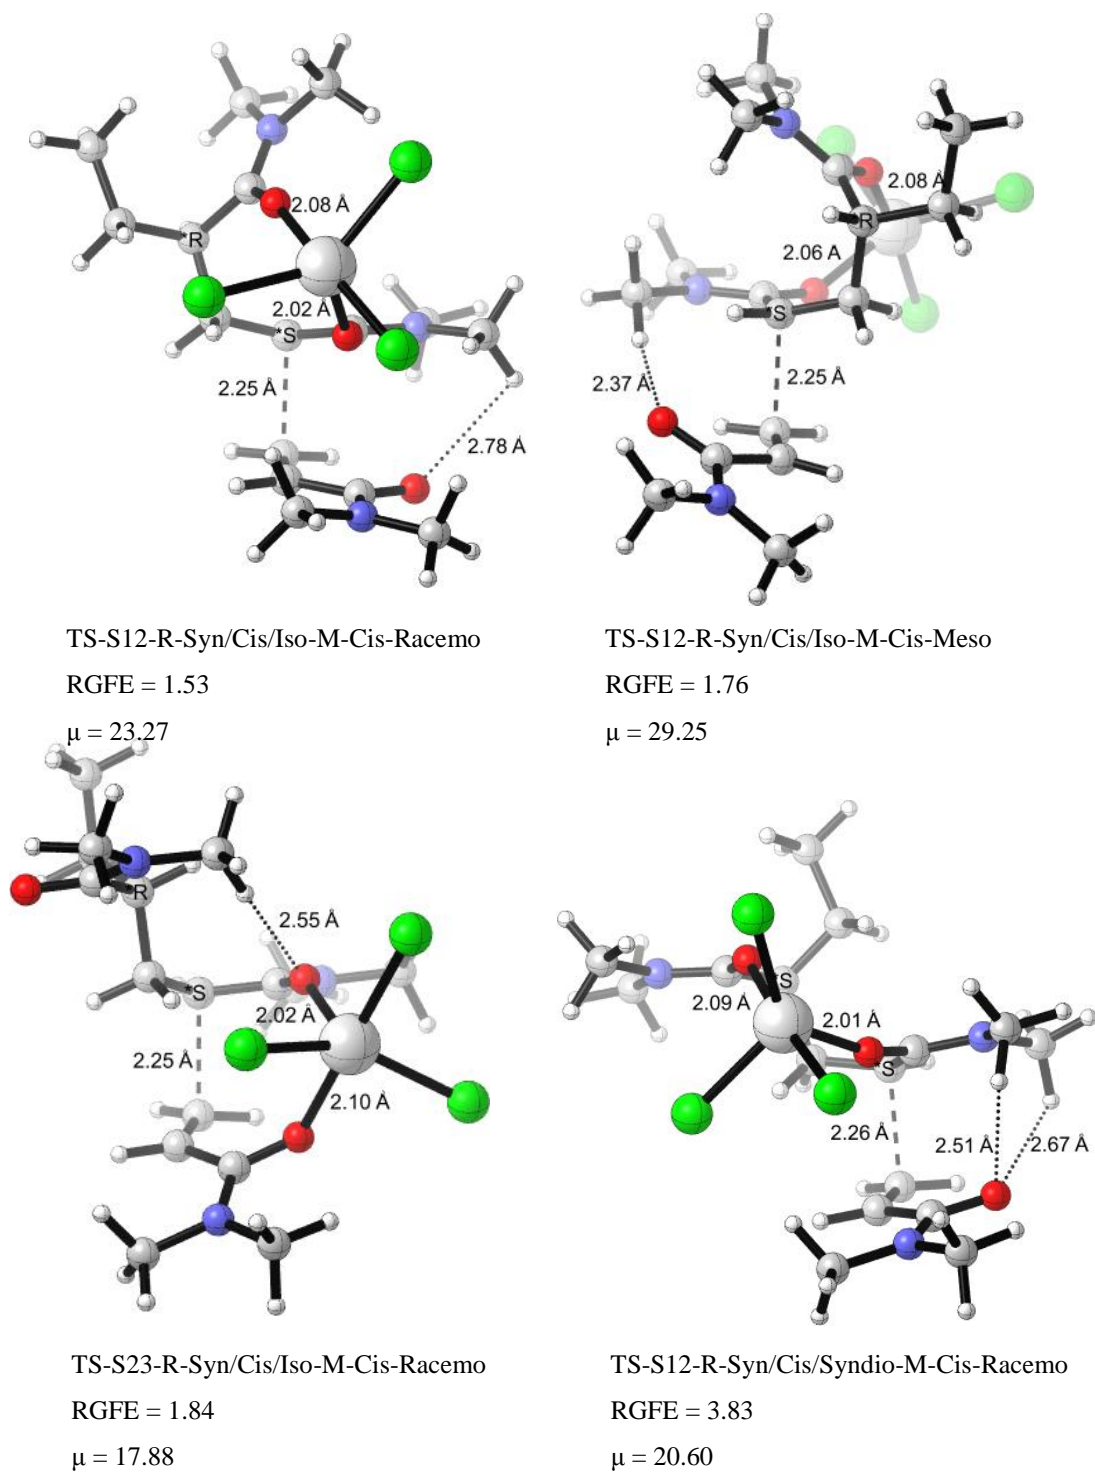 *R
2.08 Å
2.02 Å
*S
2.25 Å
2.78 Å
TS-S12-R-Syn/Cis/Iso-M-Cis-Racemo
RGFE = 1.53
μ = 23.27
2.08 Å
R
2.06 Å
*S
2.37 Å
2.25 Å
TS-S12-R-Syn/Cis/Iso-M-Cis-Meso
RGFE = 1.76
μ = 29.25
*R
2.55 Å
*S
2.02 Å
2.25 Å
2.10 Å
TS-S23-R-Syn/Cis/Iso-M-Cis-Racemo
RGFE = 1.84
μ = 17.88
*S
2.09 Å
2.01 Å
*S
2.26 Å
2.51 Å
2.67 Å
TS-S12-R-Syn/Cis/Syndio-M-Cis-Racemo
RGFE = 3.83
μ = 20.60